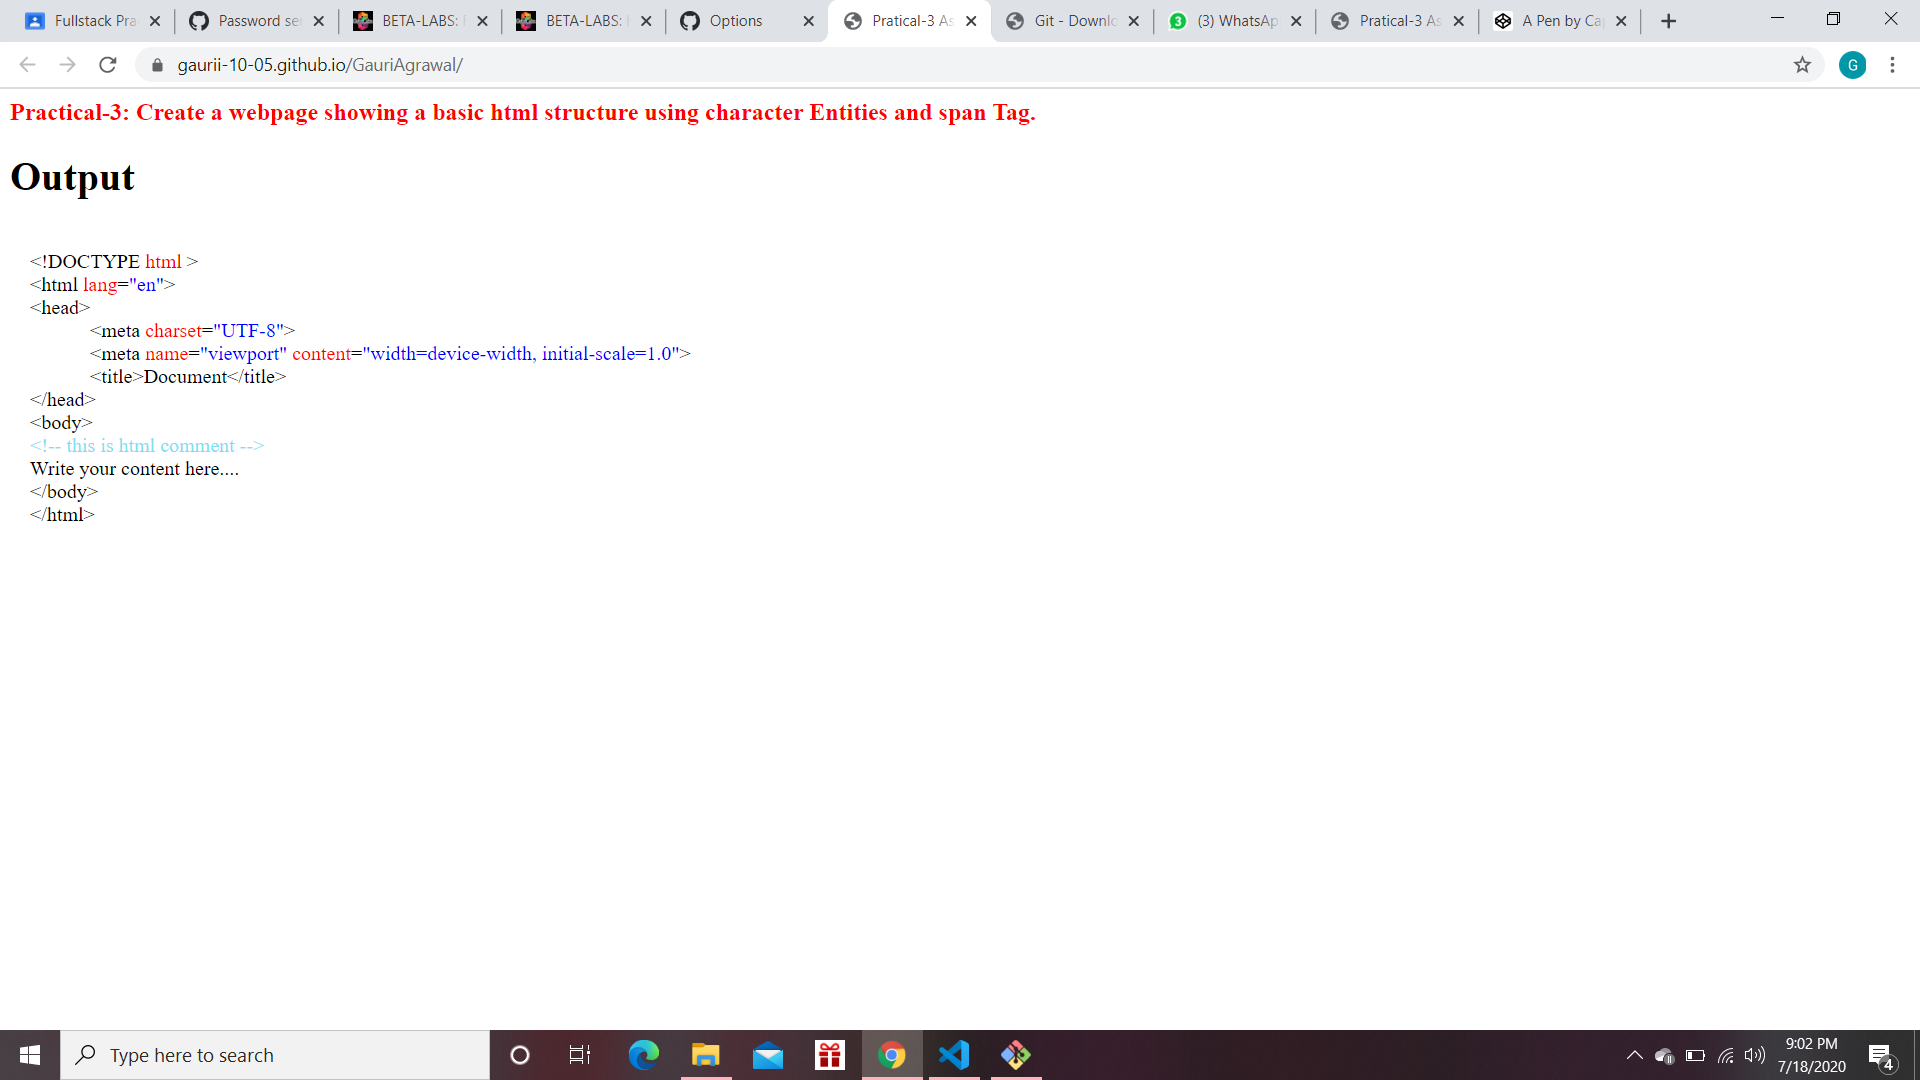 Fullstack Pra
Password se
BETA-LABS:
BETA-LABS:
Options
Pratical-3 As
Git - Downlo
3
(3) WhatsAp
Pratical-3 As
A Pen by Ca
gaurii-10-05.github.io/GauriAgrawal/
G
Practical-3: Create a webpage showing a basic html structure using character Entities and span Tag.
Output
<!DOCTYPE html >
<html lang="en">
<head>
<meta charset="UTF-8">
<meta name="viewport" content="width=device-width, initial-scale=1.0">
<title>Document</title>
</head>
<body>
<!-- this is html comment -->
Write your content here....
</body>
</html>
Type here to search
9:02 PM
7/18/2020
4